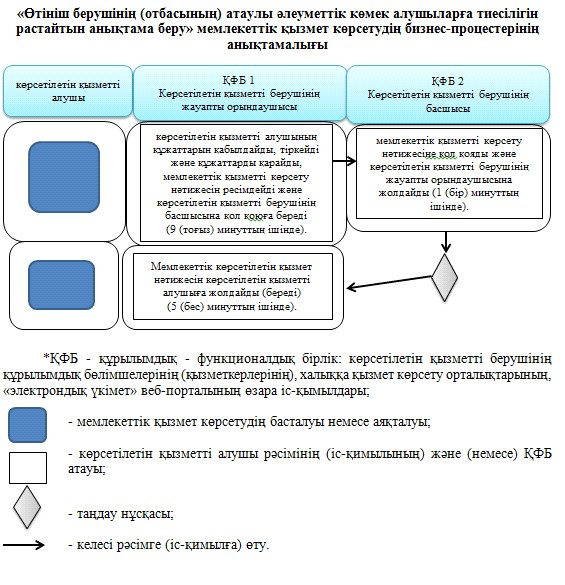 «Өтініш берушінің (отбасының) атаулы әлеуметтік көмек алушыларға тиесілігін
растайтын анықтама беру» мемлекеттік қызмет көрсетудің бизнес-процестерінің
анықтамалығы
көрсетілетін қызметті
алушы
ҚФБ 1
Көрсетілетін қызметті берушінің
жауапты орындаушысы
ҚФБ 2
Көрсетілетін қызметті берушінің
басшысы
көрсетілетін қызметті алушының
құжаттарын қабылдайды, тіркейді
және құжаттарды қарайды,
мемлекеттік қызметті көрсету
нәтижесін ресімдейді және
көрсетілетін қызметті берушінің
басшысына қол қоюға береді
(9 (тоғыз) минуттың ішінде).
мемлекеттік қызметті көрсету
нәтижесіне қол қояды және
көрсетілетін қызметті берушінің
жауапты орындаушысына
жолдайды (1 (бір) минуттың
ішінде).
Мемлекеттік көрсетілетін қызмет
нәтижесін көрсетілетін қызметті
алушыға жолдайды (береді)
(5 (бес) минуттың ішінде).
*ҚФБ - құрылымдық - функционалдық бірлік: көрсетілетін қызметті берушінің
құрылымдық бөлімшелерінің (қызметкерлерінің), халыққа қызмет көрсету орталықтарының,
«электрондық үкімет» веб-порталының өзара іс-қымылдары;
- мемлекеттік қызмет көрсетудің басталуы немесе аяқталуы;
- көрсетілетін қызметті алушы рәсімінің (іс-қимылының) және (немесе) ҚФБ
атауы;
- таңдау нұсқасы;
- келесі рәсімге (іс-қимылға) өту.